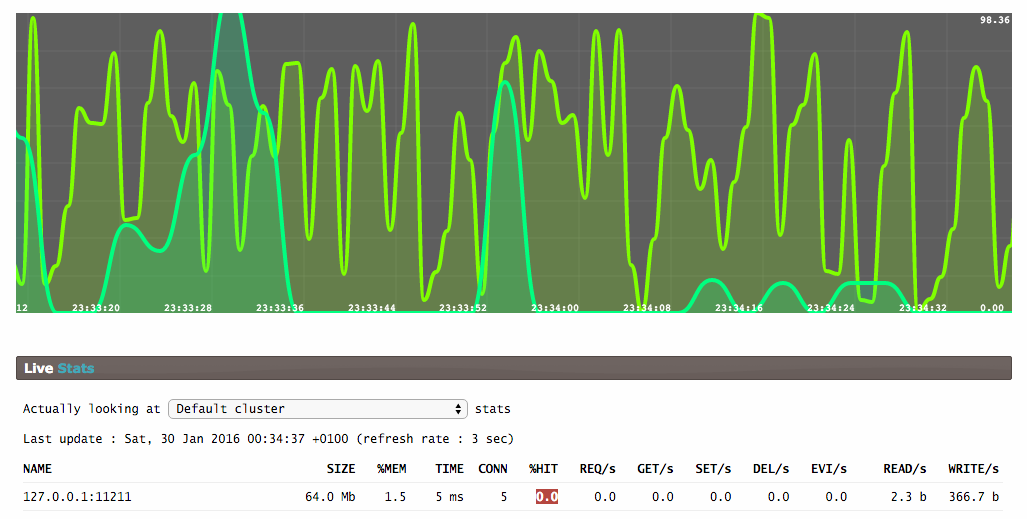 98.36
12 23:33:20 23:33:28 23:33:36 23:33:44 23:33:52 23:34:00 23:34:08 23:34:16 23:34:24 23:34:32 0.00
Live Stats
Actually looking at Default cluster stats
Last update : Sat, 30 Jan 2016 00:34:37 +0100 (refresh rate : 3 sec)
NAME SIZE %MEM TIME CONN %HIT REQ/s GET/s SET/s DEL/s EVI/s READ/s WRITE/s
127.0.0.1:11211 64.0 Mb 1.5 5 ms 5 0.0 0.0 0.0 0.0 0.0 0.0 2.3 b 366.7 b